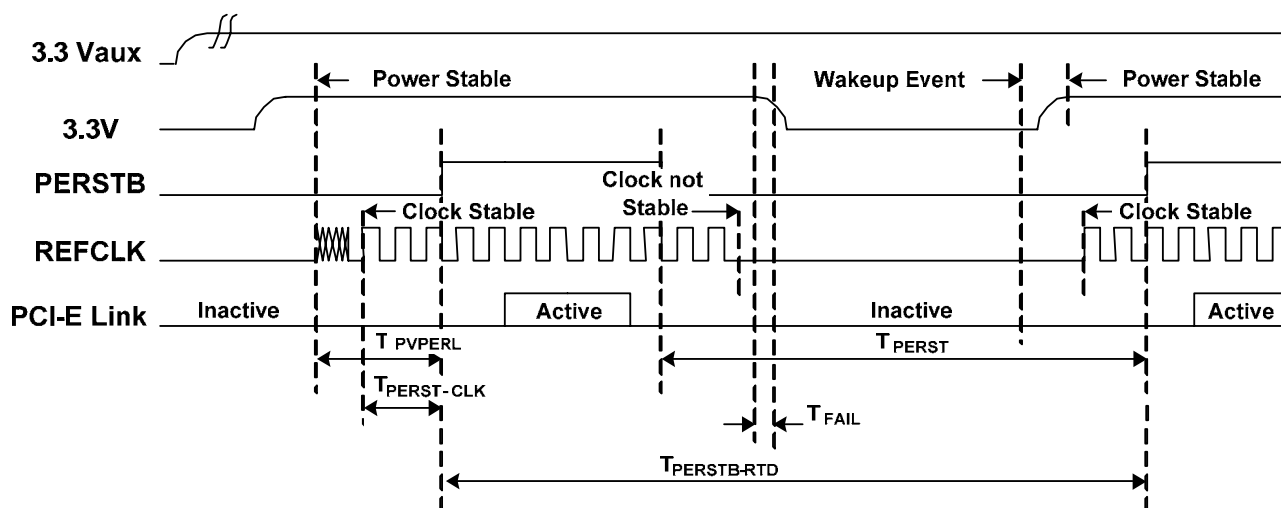 3.3 Vaux
Power Stable
Wakeup Event
Power Stable
3.3V
PERSTB
Clock not
Stable
Clock Stable
Clock Stable
REFCLK
PCI-E Link
Inactive
Active
Inactive
Active
T PVPERL
T PERST
T PERST-CLK
T FAIL
T PERSTB-RTD